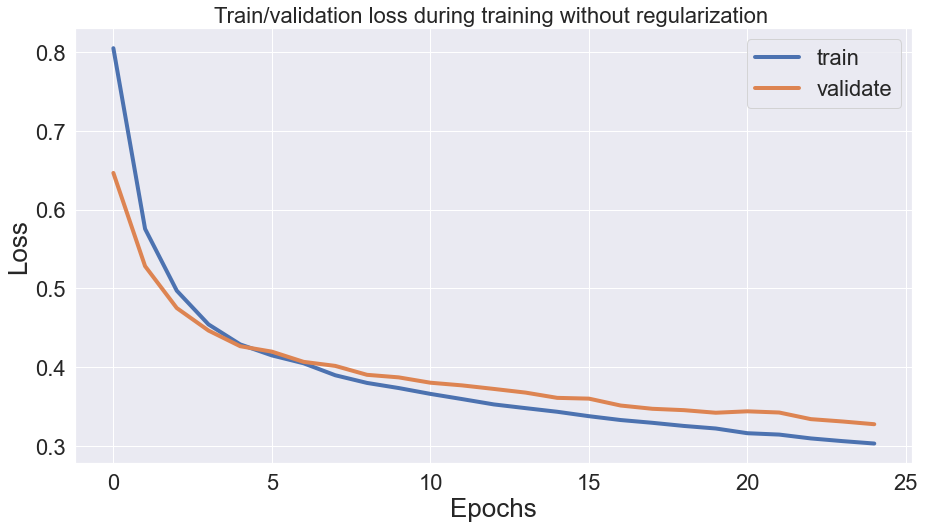 Train/validation loss during training without regularization
train
validate
Loss
0.8
0.7
0.6
0.5
0.4
0.3
0 5 10 15 20 25
Epochs